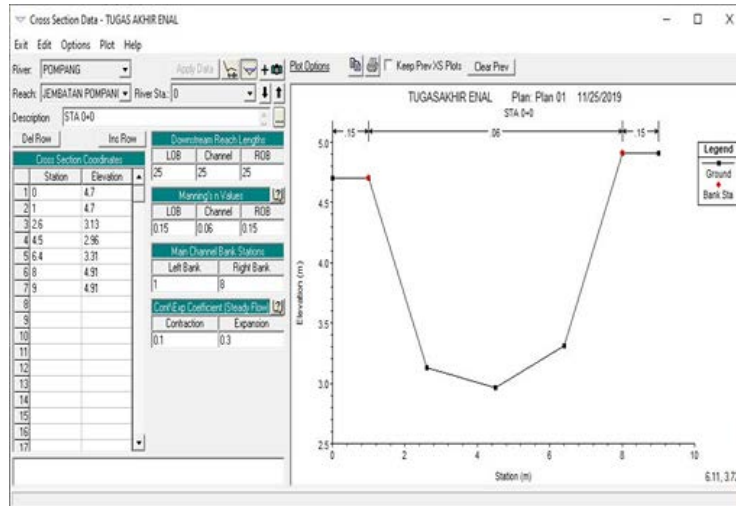 Cross Section Data - TUGAS AKHIR ENAL
Exit Edit Options Plot Help
River: POMPANG
Apply Data
Reach: JEMBATAN POMPANI River Sta.: 0
Description STA 0+0
Del Row Ins Row
Cross Section Coordinates
Station Elevation
1 0 4.7
2 1 4.7
3 2.6 3.13
4 4.5 2.96
5 6.4 3.31
6 8 4.91
7 9 4.91
8
9
10
11
12
13
14
15
16
17
Downstream Reach Lengths
LOB Channel ROB
25 25 25
Manning's n Values
LOB Channel ROB
0.15 0.06 0.15
Main Channel Bank Stations
Left Bank Right Bank
1 8
Cont\Exp Coefficient (Steady Flow
Contraction Expansion
0.1 0.3
Plot Options Keep Prev XS Plots Clear Prev
TUGASAKHIR ENAL Plan: Plan 01 11/25/2019
STA 0+0
.15 .06 .15
5.0
4.5
4.0
3.5
3.0
2.5
Elevation (m)
0 2 4 6 8 10
Station (m)
Legend
Ground
Bank Sta